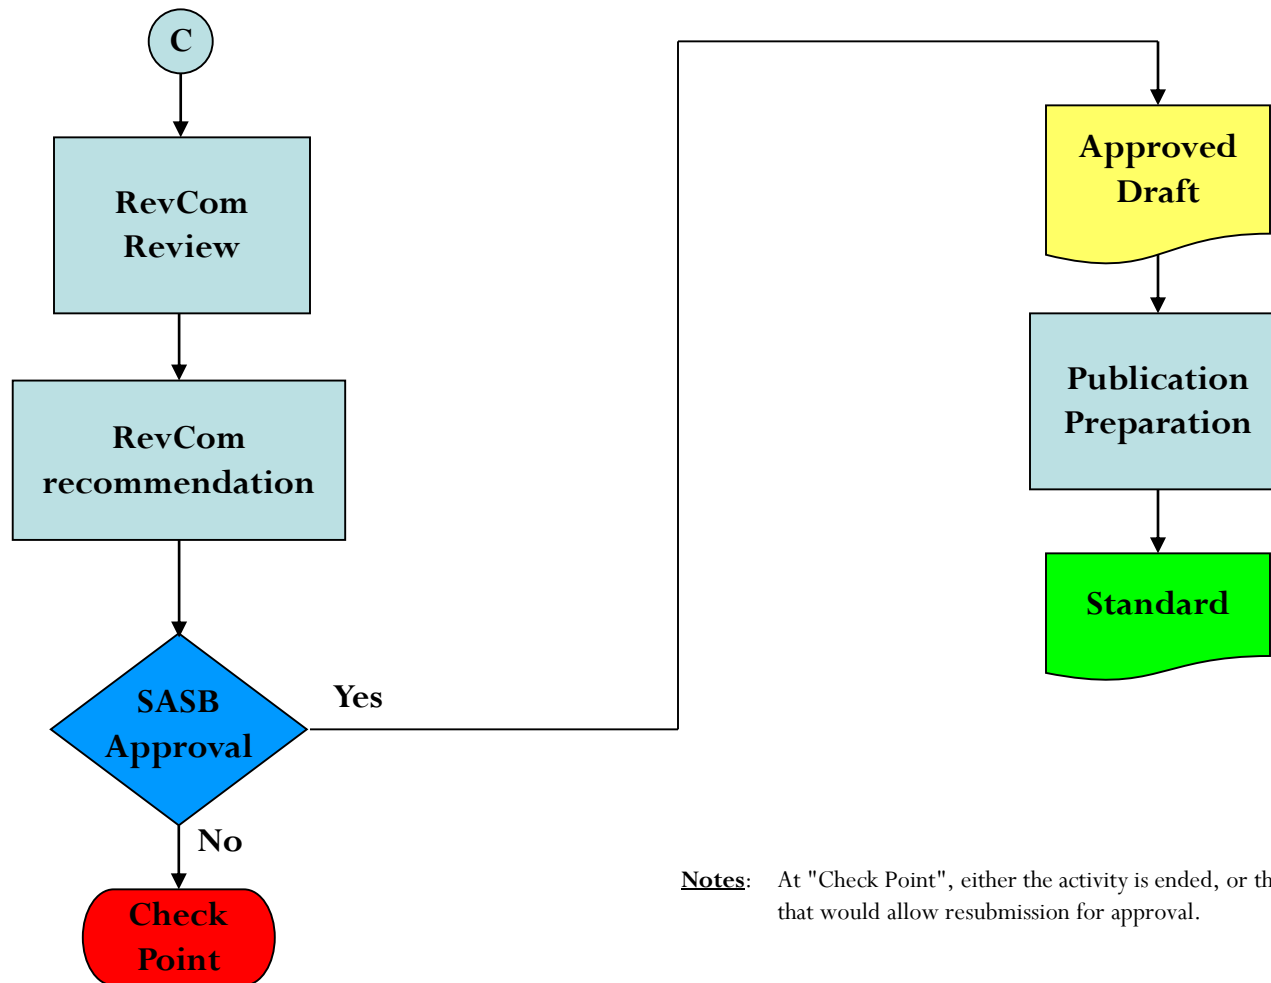 C
RevCom
Review
RevCom
recommendation
SASB
Approval
Yes
No
Check
Point
Approved
Draft
Publication
Preparation
Standard
Notes: At "Check Point", either the activity is ended, or th
that would allow resubmission for approval.